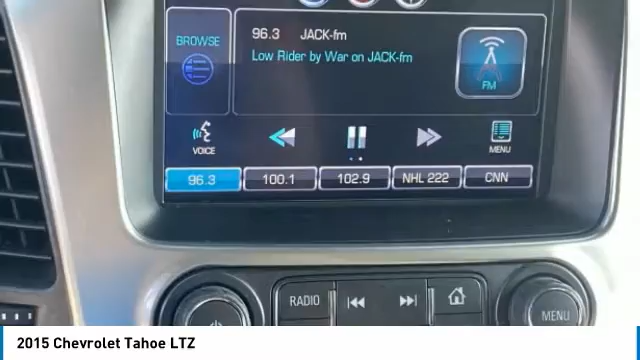 BROWSE
96.3 JACK-fm
Low Rider by War on JACK-fm
FM
VOICE
MENU
96.3 100.1 102.9 NHL 222 CNN
RADIO
MENU
2015 Chevrolet Tahoe LTZ